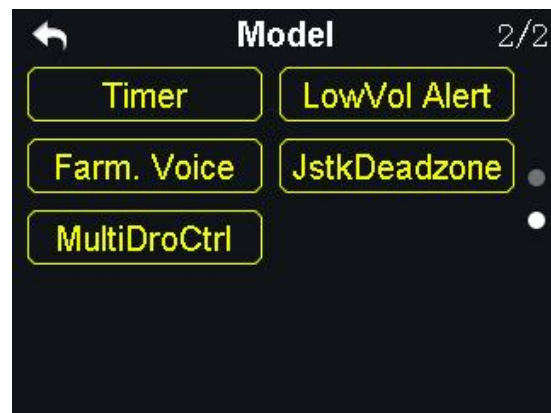 Model 2/2
Timer LowVol Alert
Farm. Voice JstkDeadzone
MultiDroCtrl